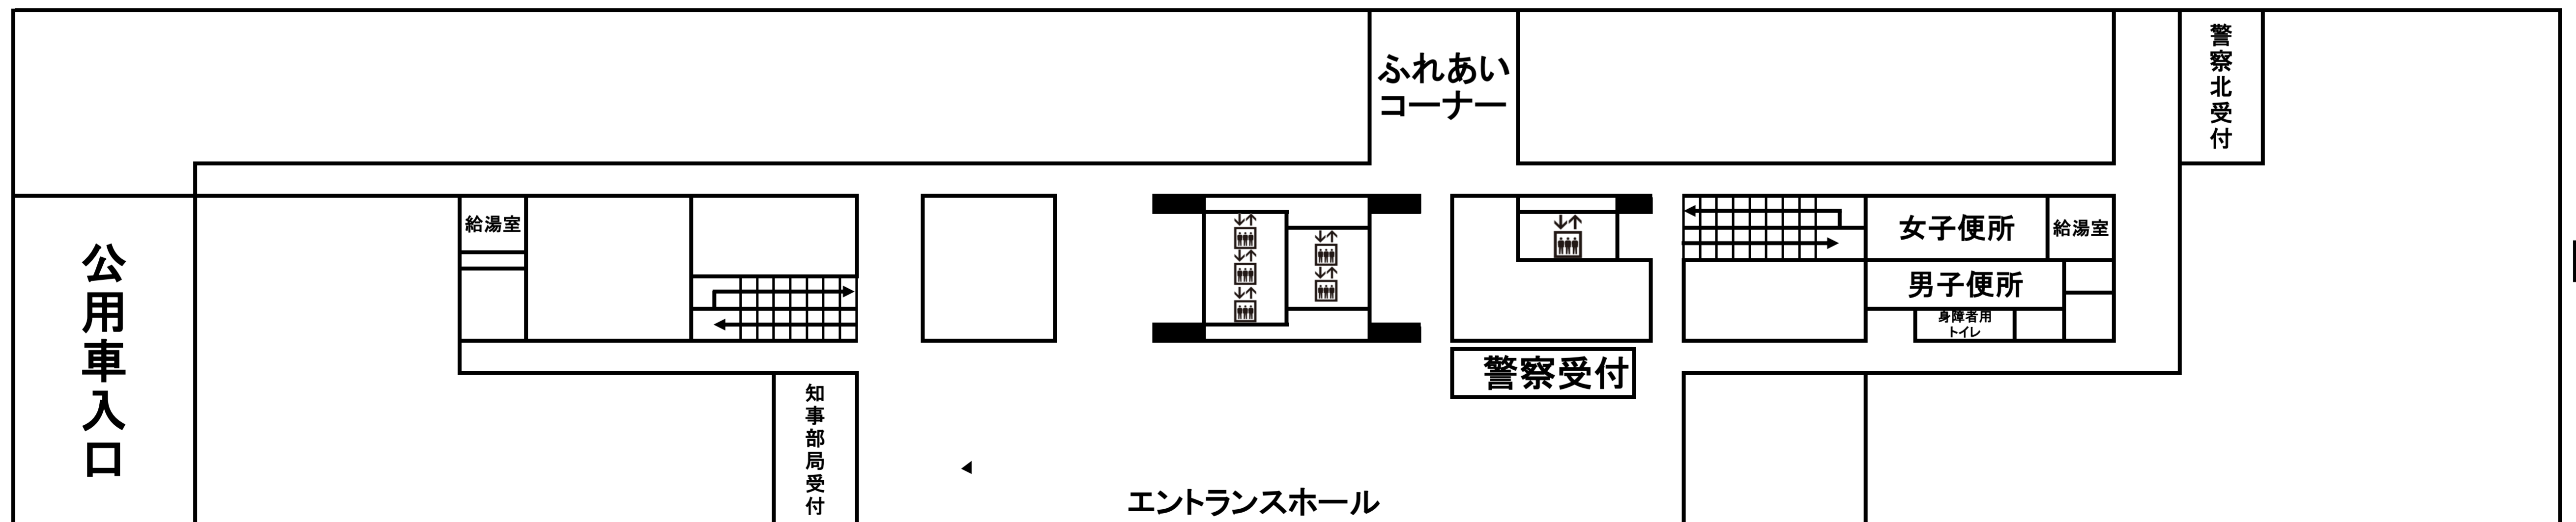 ふれあい
コーナー
警察北受付
給湯室
女子便所
給湯室
公用車入口
男子便所
身障者用
トイレ
警察受付
知事部局受付
エントランスホール